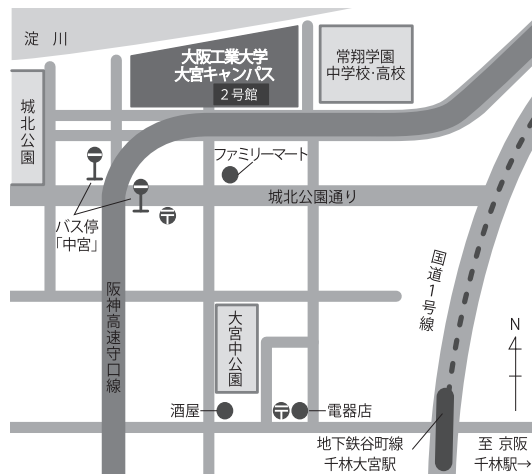 淀 川
大阪工業大学
大宮キャンパス
2号館
常翔学園
中学校・高校
城北公園
ファミリーマート
城北公園通り
バス停
「中宮」
国道1号線
阪神高速守口線
大宮中公園
N
酒屋
電器店
地下鉄谷町線
千林大宮駅
至 京阪
千林駅→